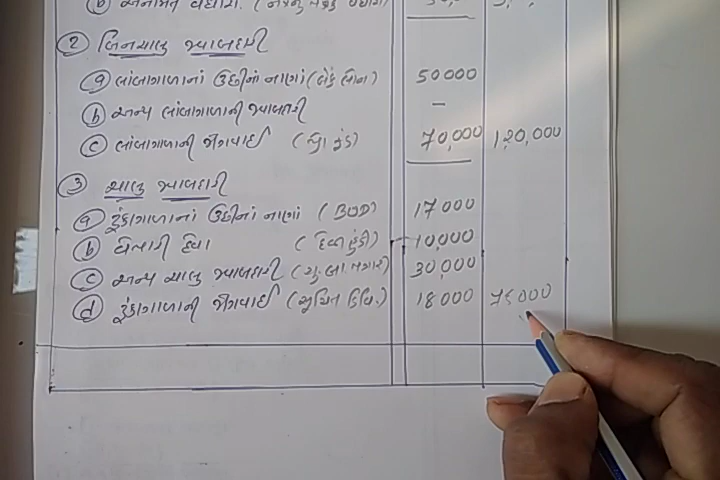 ② બિનચાલુ જવાબદારી
ⓐ લાંબાગાળાનાં ઉછીનાં નાણાં (બેંક લોન) 50000
ⓑ અન્ય લાંબાગાળાની જવાબદારી –
ⓒ લાંબાગાળાની જોગવાઈ (પ્રો. ફંડ) 70,000 1,20,000
③ ચાલુ જવાબદારી
ⓐ ટૂંકાગાળાનાં ઉછીનાં નાણાં (BOD) 17000
ⓑ વેપારી દેવા (દેવી હૂંડી) 10,000
ⓒ અન્ય ચાલુ જવાબદારી 30,000
ⓓ ટૂંકાગાળાની જોગવાઈ (સૂચિત ડિવિ.) 18000 75000